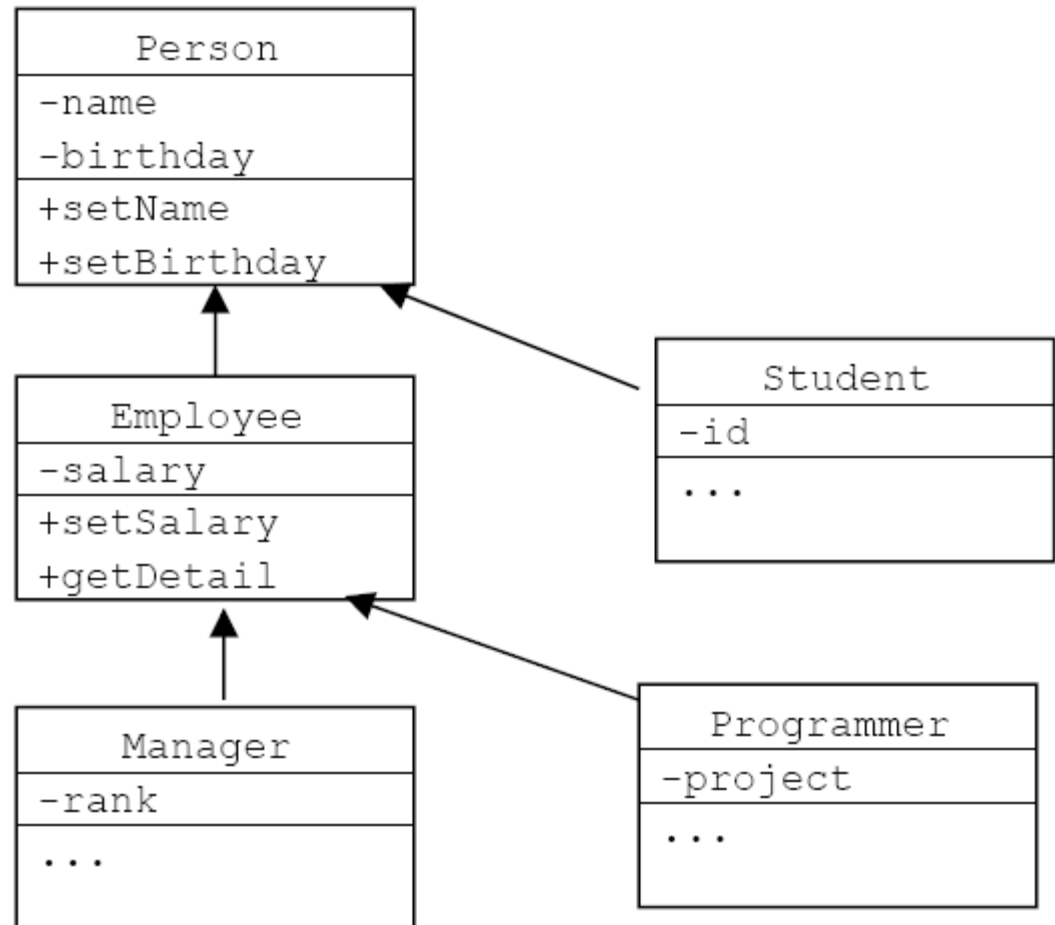 Person
-name
-birthday
+setName
+setBirthday
Employee
-salary
+setSalary
+getDetail
Student
-id
...
Manager
-rank
...
Programmer
-project
...